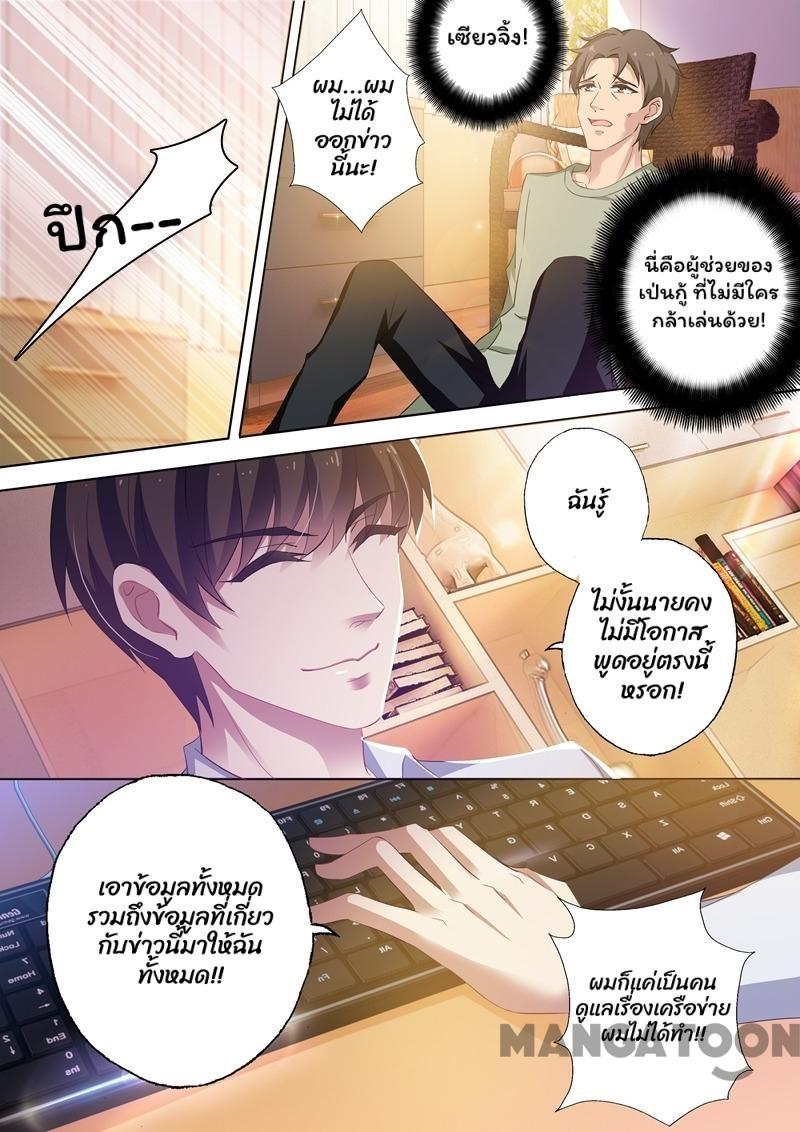 เซียวจิ้ง!
ผม...ผม
ไม่ได้
ออกข่าว
นี้นะ!
ปึก--
นี่คือผู้ช่วยของ
เป่นกู้ ที่ไม่มีใคร
กล้าเล่นด้วย!
ฉันรู้
ไม่งั้นนายคง
ไม่มีโอกาส
พูดอยู่ตรงนี้
หรอก!
เอาข้อมูลทั้งหมด
รวมถึงข้อมูลที่เกี่ยว
กับข่าวนี้มาให้ฉัน
ทั้งหมด!!
ผมก็แค่เป็นคน
ดูแลเรื่องเครือข่าย
ผมไม่ได้ทำ!!
MANGATOON